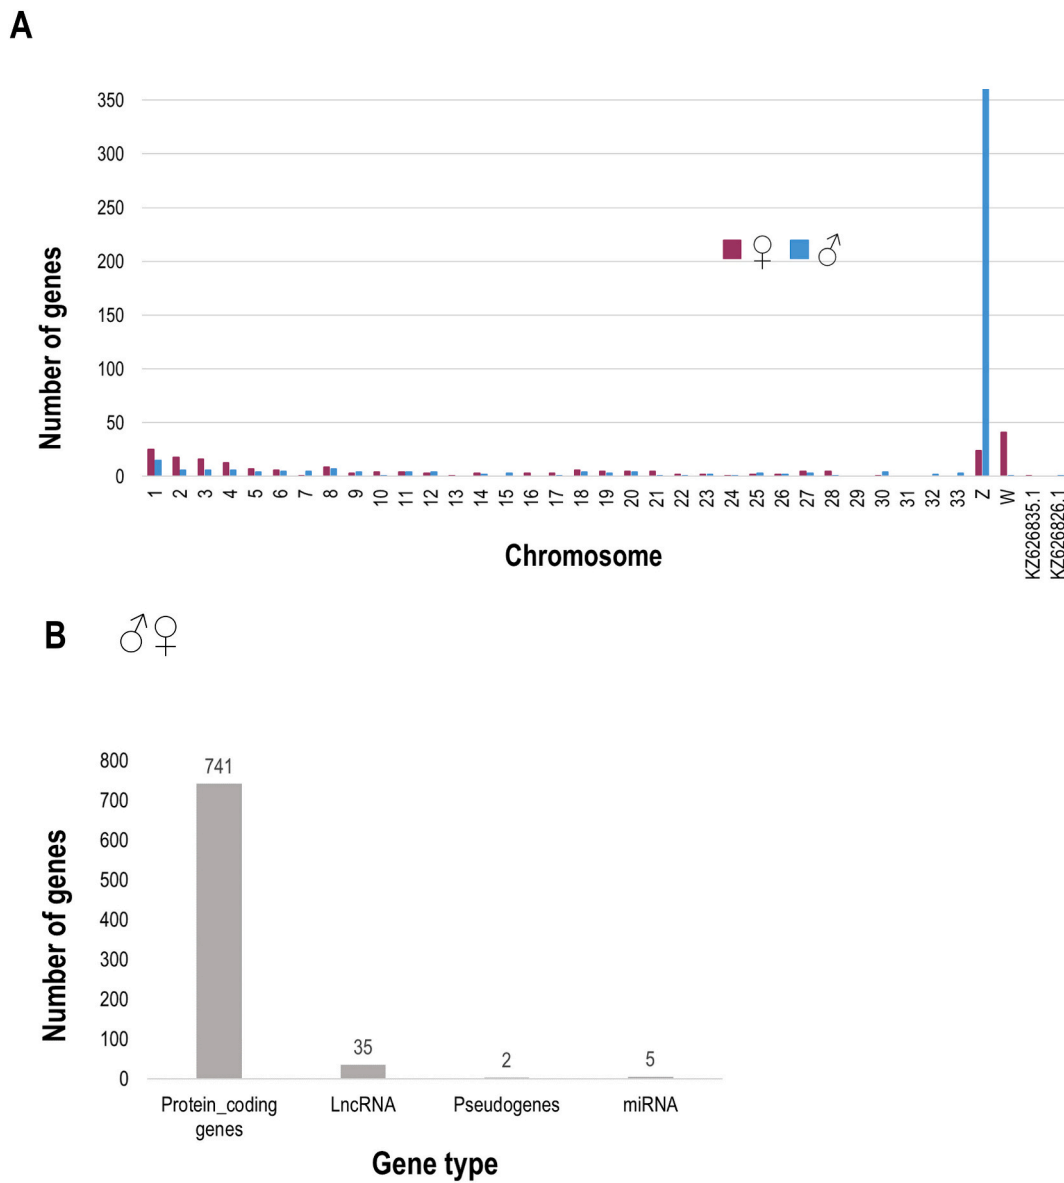 A
350
300
250
200
150
100
50
0
Number of genes
♀ ♂
1 2 3 4 5 6 7 8 9 10 11 12 13 14 15 16 17 18 19 20 21 22 23 24 25 26 27 28 29 30 31 32 33 Z W KZ626835.1 KZ626826.1
Chromosome
B ♂♀
800
700
600
500
400
300
200
100
0
Number of genes
741
35
2
5
Protein_coding genes
LncRNA
Pseudogenes
miRNA
Gene type